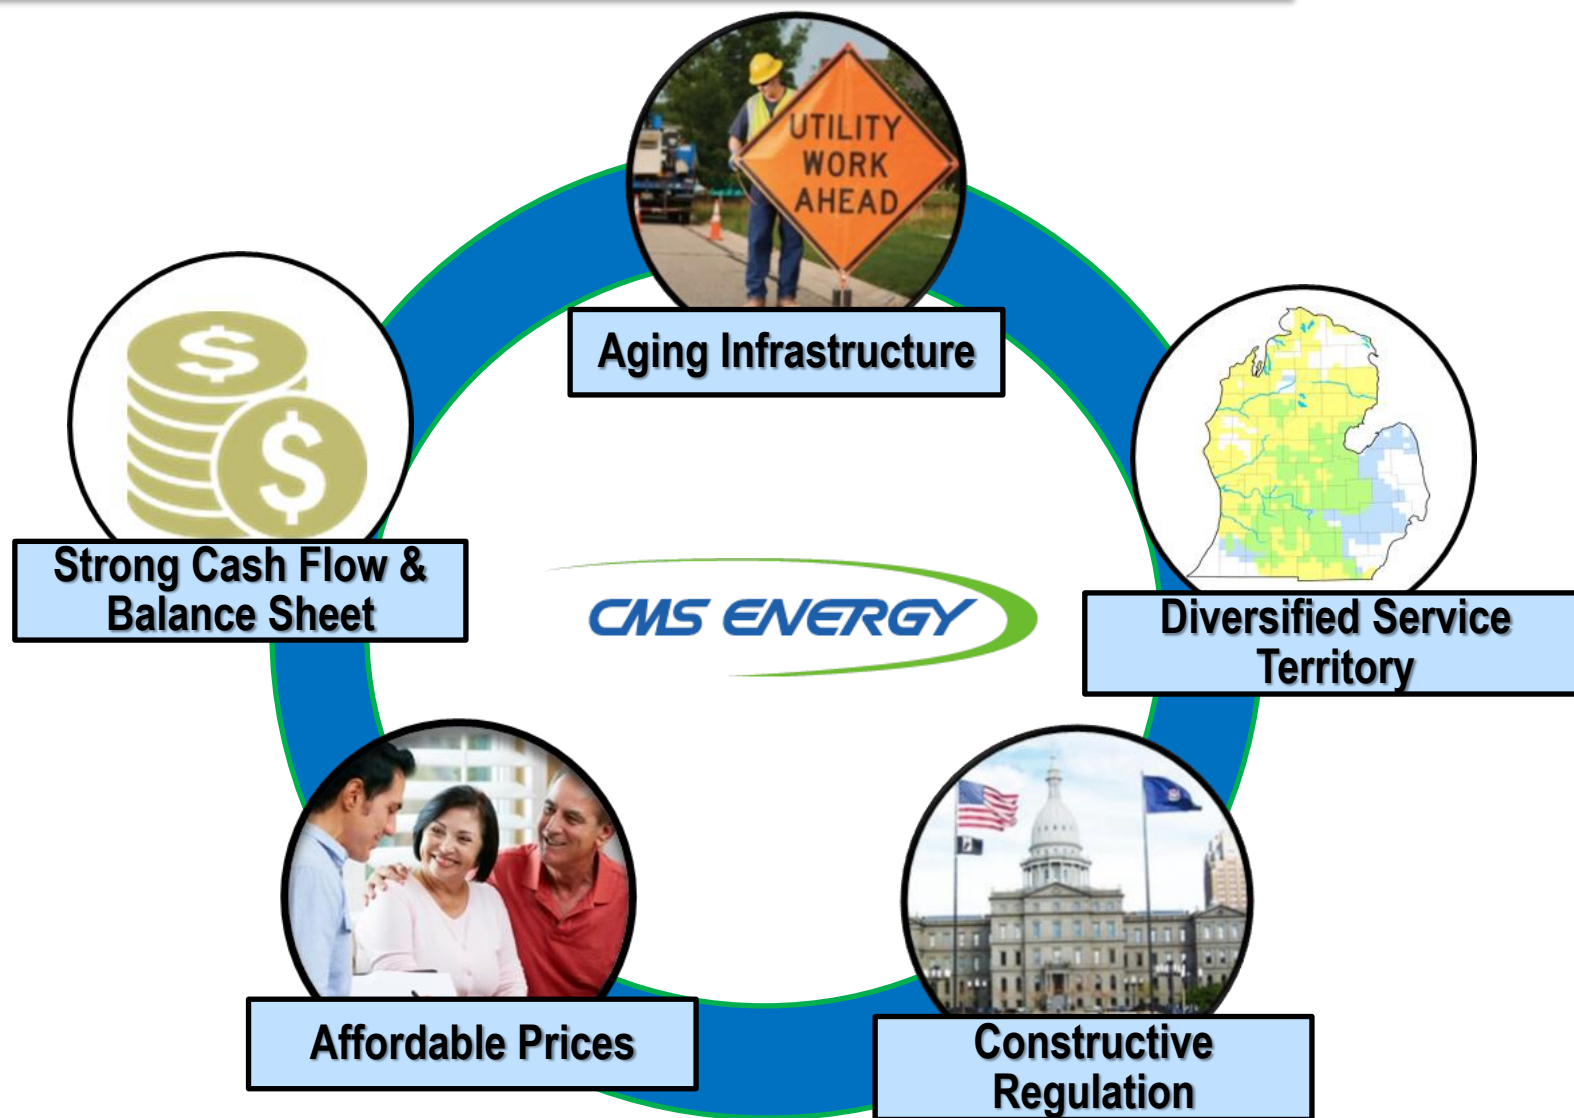 UTILITY
WORK
AHEAD
Aging Infrastructure
$
$
Strong Cash Flow &
Balance Sheet
CMS ENERGY
Diversified Service
Territory
Affordable Prices
Constructive
Regulation